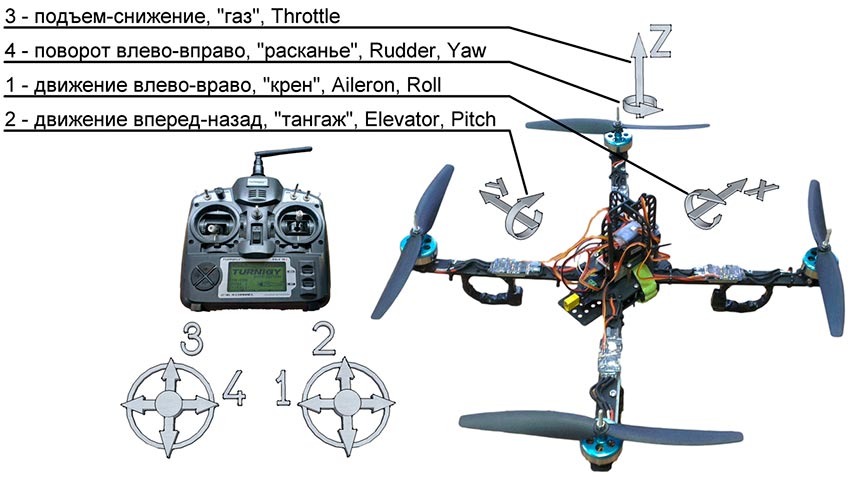 3 - подъем-снижение, "газ", Throttle
4 - поворот влево-вправо, "расканье", Rudder, Yaw
1 - движение влево-враво, "крен", Aileron, Roll
2 - движение вперед-назад, "тангаж", Elevator, Pitch
Z
Y
X
TURNIGY
3
2
4
1